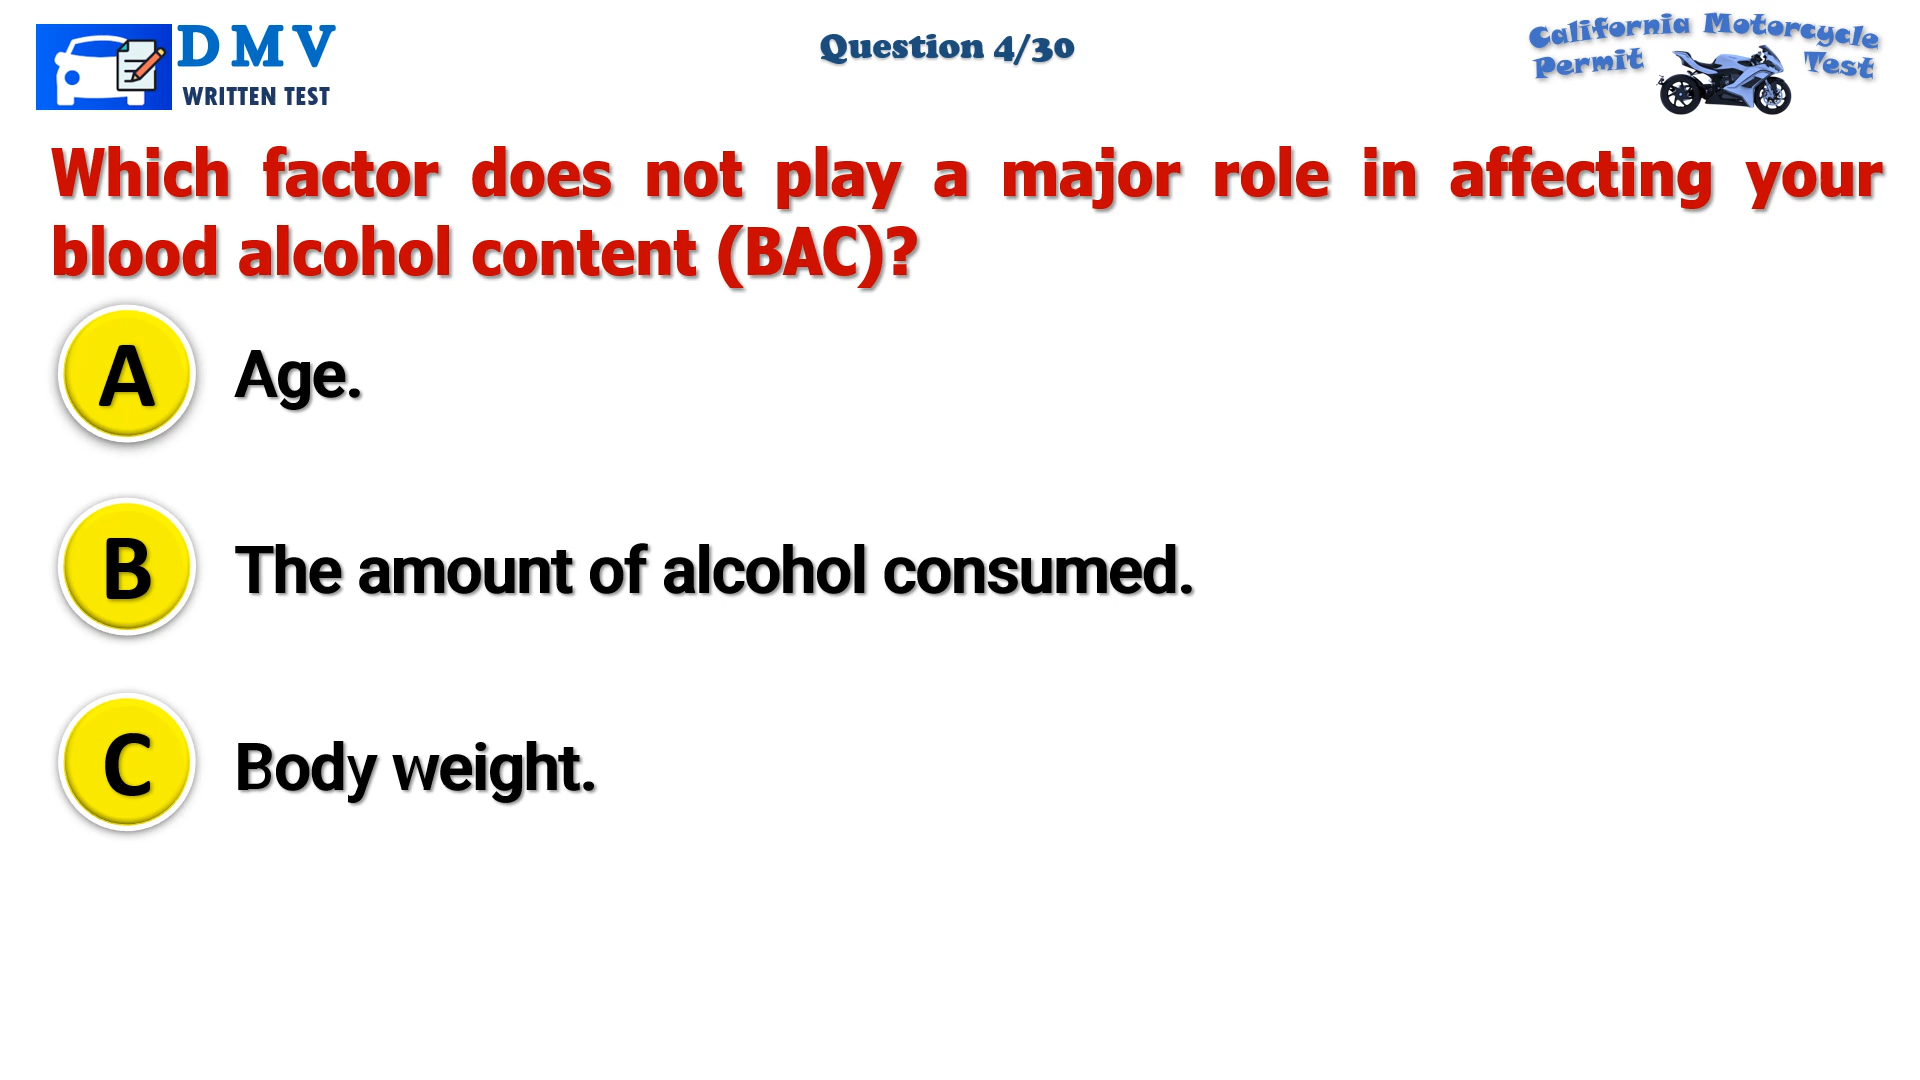 DMV
WRITTEN TEST
Question 4/30
California Motorcycle
Permit Test
Which factor does not play a major role in affecting your
blood alcohol content (BAC)?
A Age.
B The amount of alcohol consumed.
C Body weight.